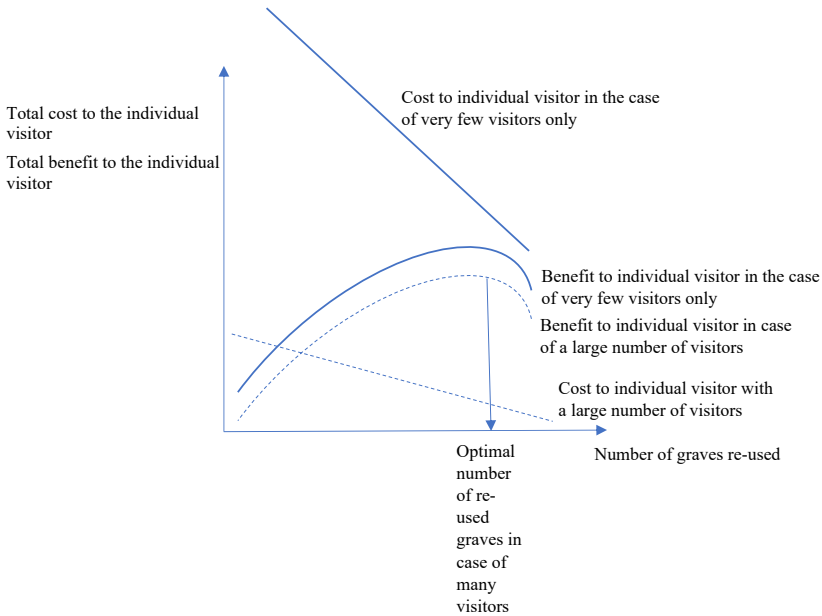 Cost to individual visitor in the case
of very few visitors only
Total cost to the individual
visitor
Total benefit to the individual
visitor
Benefit to individual visitor in the case
of very few visitors only
Benefit to individual visitor in case
of a large number of visitors
Cost to individual visitor with
a large number of visitors
Optimal
number
of re-
used
graves in
case of
many
visitors
Number of graves re-used